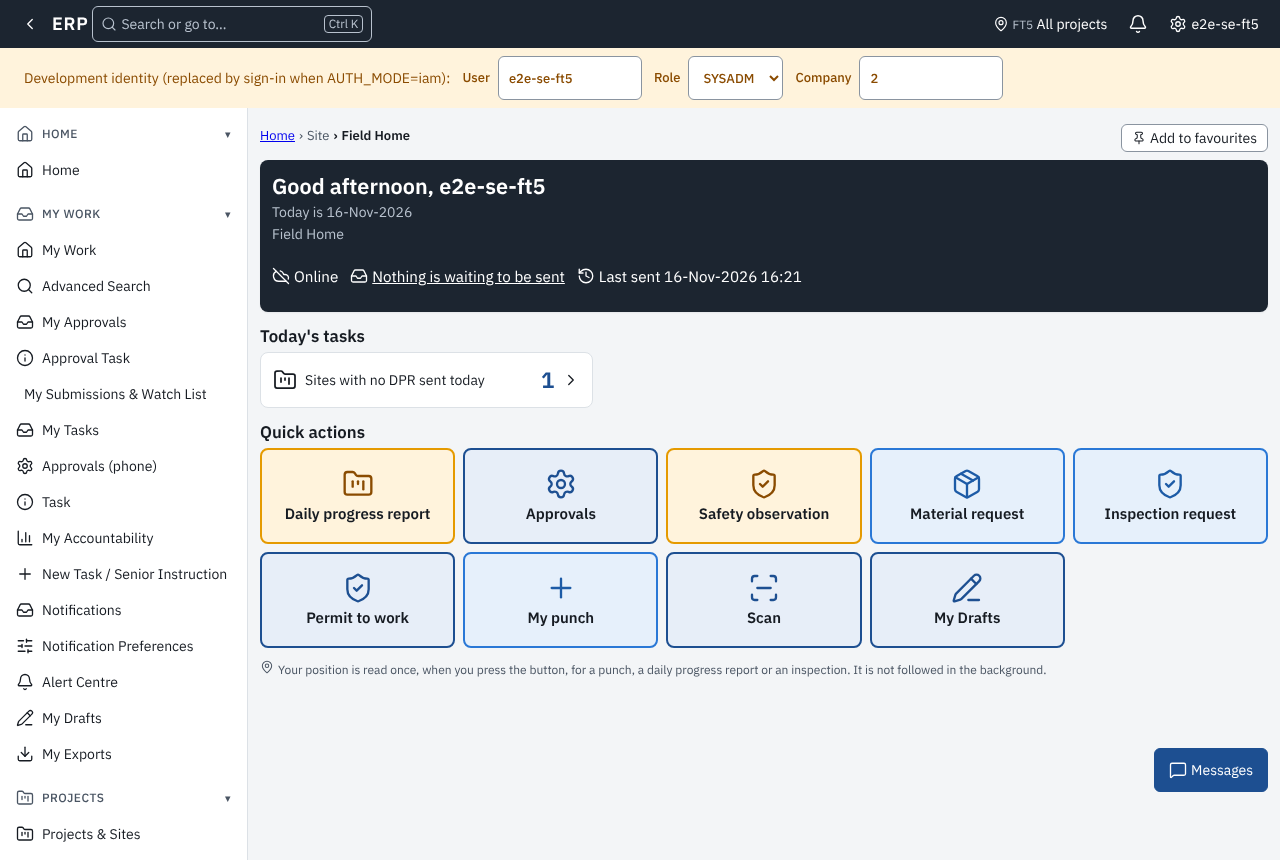 ERP
Search or go to...
Ctrl K
FT5 All projects
e2e-se-ft5
Development identity (replaced by sign-in when AUTH_MODE=iam): User e2e-se-ft5 Role SYSADM Company 2
HOME
Home
MY WORK
My Work
Advanced Search
My Approvals
Approval Task
My Submissions & Watch List
My Tasks
Approvals (phone)
Task
My Accountability
New Task / Senior Instruction
Notifications
Notification Preferences
Alert Centre
My Drafts
My Exports
PROJECTS
Projects & Sites
Home › Site › Field Home
Add to favourites
Good afternoon, e2e-se-ft5
Today is 16-Nov-2026
Field Home
Online Nothing is waiting to be sent Last sent 16-Nov-2026 16:21
Today's tasks
Sites with no DPR sent today 1
Quick actions
Daily progress report
Approvals
Safety observation
Material request
Inspection request
Permit to work
My punch
Scan
My Drafts
Your position is read once, when you press the button, for a punch, a daily progress report or an inspection. It is not followed in the background.
Messages